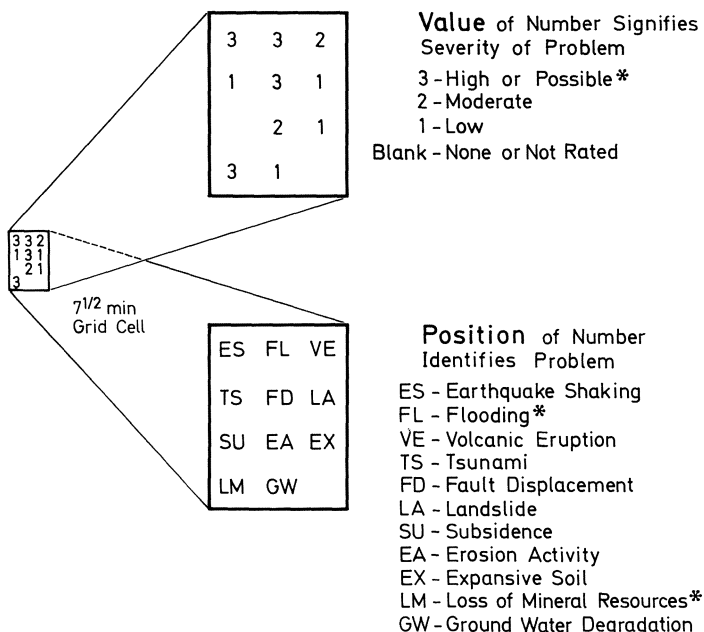 3 3 2
1 3 1
2 1
3 1
Value of Number Signifies
Severity of Problem
3 - High or Possible*
2 - Moderate
1 - Low
Blank - None or Not Rated
3 3 2
1 3 1
2 1
3
7 1/2 min
Grid Cell
ES FL VE
TS FD LA
SU EA EX
LM GW
Position of Number
Identifies Problem
ES - Earthquake Shaking
FL - Flooding*
VE - Volcanic Eruption
TS - Tsunami
FD - Fault Displacement
LA - Landslide
SU - Subsidence
EA - Erosion Activity
EX - Expansive Soil
LM - Loss of Mineral Resources*
GW - Ground Water Degradation